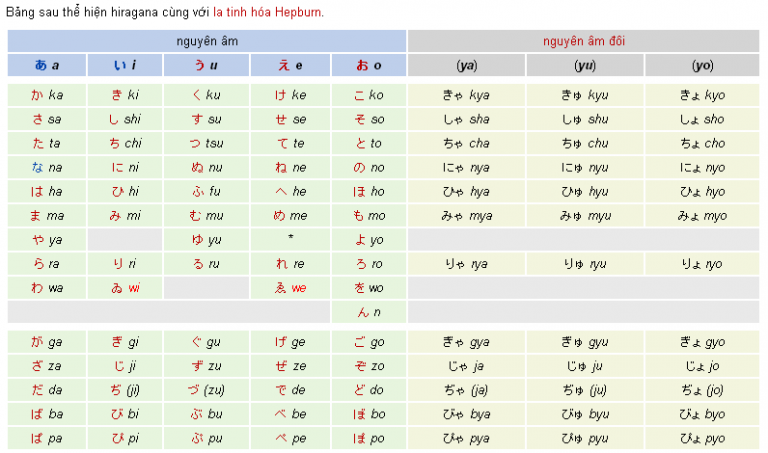 Bảng sau thể hiện hiragana cùng với la tinh hóa Hepburn.
nguyên âm nguyên âm đôi
あ a い i う u え e お o (ya) (yu) (yo)
か ka き ki く ku け ke こ ko きゃ kya きゅ kyu きょ kyo
さ sa し shi す su せ se そ so しゃ sha しゅ shu しょ sho
た ta ち chi つ tsu て te と to ちゃ cha ちゅ chu ちょ cho
な na に ni ぬ nu ね ne の no にゃ nya にゅ nyu にょ nyo
は ha ひ hi ふ fu へ he ほ ho ひゃ hya ひゅ hyu ひょ hyo
ま ma み mi む mu め me も mo みゃ mya みゅ myu みょ myo
や ya ゆ yu * よ yo
ら ra り ri る ru れ re ろ ro りゃ rya りゅ ryu りょ ryo
わ wa ゐ wi ゑ we を wo
ん n
が ga ぎ gi ぐ gu げ ge ご go ぎゃ gya ぎゅ gyu ぎょ gyo
ざ za じ ji ず zu ぜ ze ぞ zo じゃ ja じゅ ju じょ jo
だ da ぢ (ji) づ (zu) で de ど do ぢゃ (ja) ぢゅ (ju) ぢょ (jo)
ば ba び bi ぶ bu べ be ぼ bo びゃ bya びゅ byu びょ byo
ぱ pa ぴ pi ぷ pu ぺ pe ぽ po ぴゃ pya ぴゅ pyu ぴょ pyo